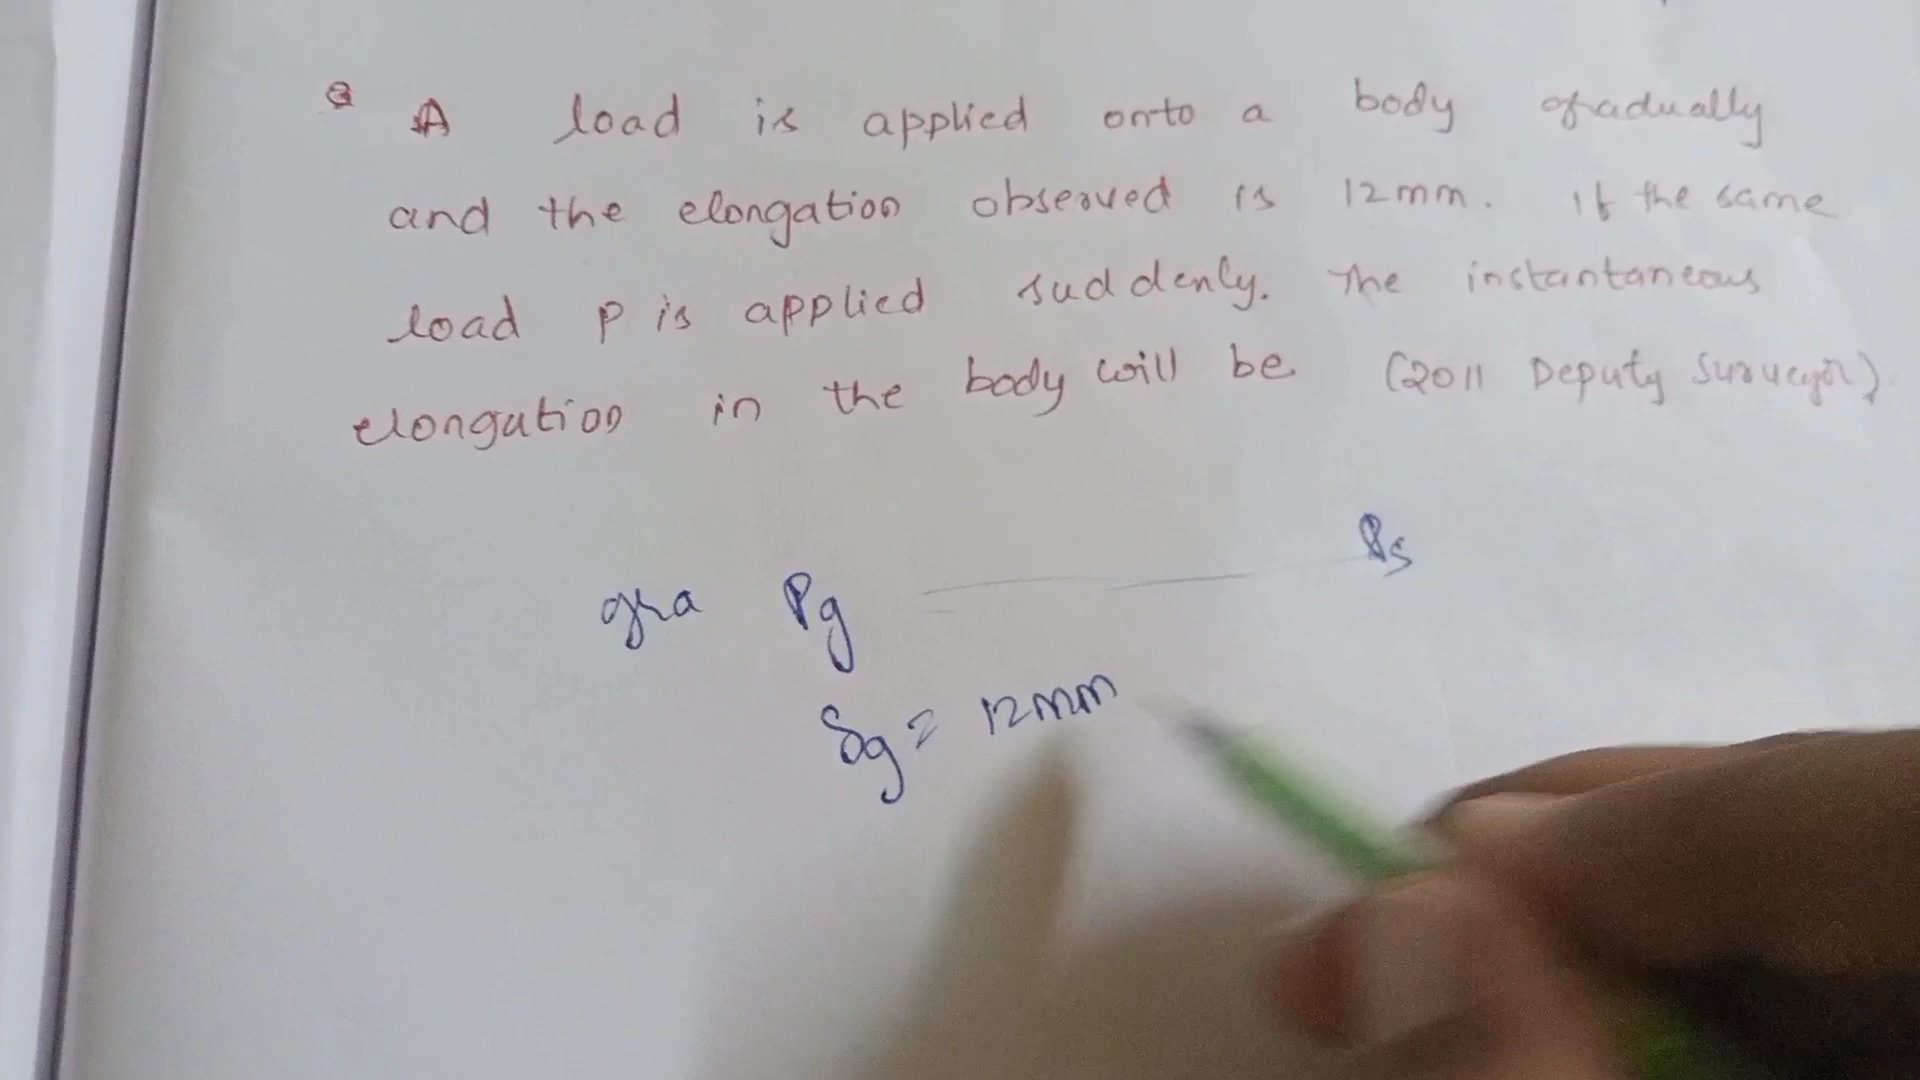 Q A load is applied onto a body gradually
and the elongation observed is 12mm. If the same
load P is applied suddenly. The instantaneous
elongation in the body will be (2011 Deputy Surveyor)
gra Pg Ps
δg = 12mm